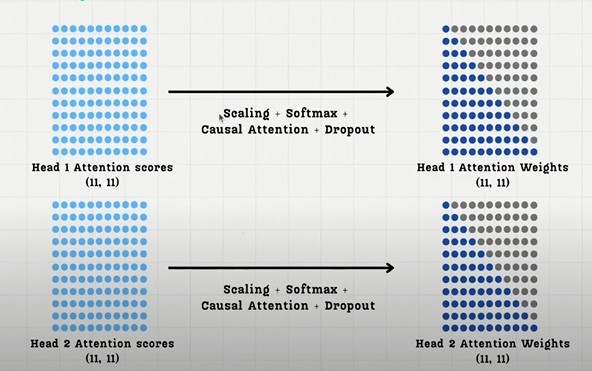 Scaling + Softmax +
Causal Attention + Dropout
Head 1 Attention scores
(11, 11)
Head 1 Attention Weights
(11, 11)
Scaling + Softmax +
Causal Attention + Dropout
Head 2 Attention scores
(11, 11)
Head 2 Attention Weights
(11, 11)